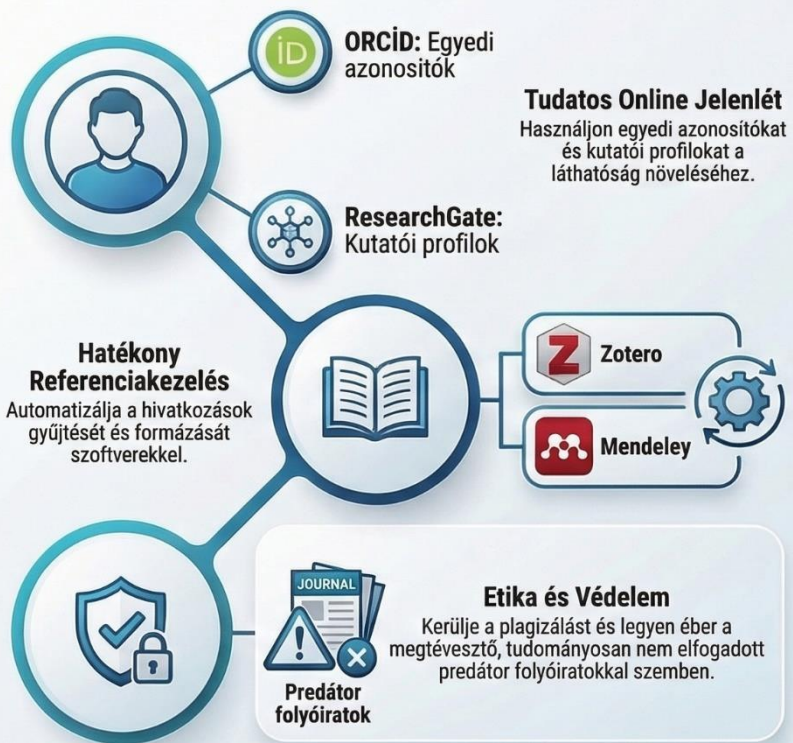 iD
ORCİD: Egyedi
azonositók
Tudatos Online Jelenlét
Használjon egyedi azonosítókat
és kutatói profilokat a
láthatóság növeléséhez.
ResearchGate:
Kutatói profilok
Hatékony
Referenciakezelés
Automatizálja a hivatkozások
gyűjtését és formázását
szoftverekkel.
Z Zotero
Mendeley
JOURNAL
Predátor
folyóiratok
Etika és Védelem
Kerülje a plagizálást és legyen éber a
megtévesztő, tudományosan nem elfogadott
predátor folyóiratokkal szemben.